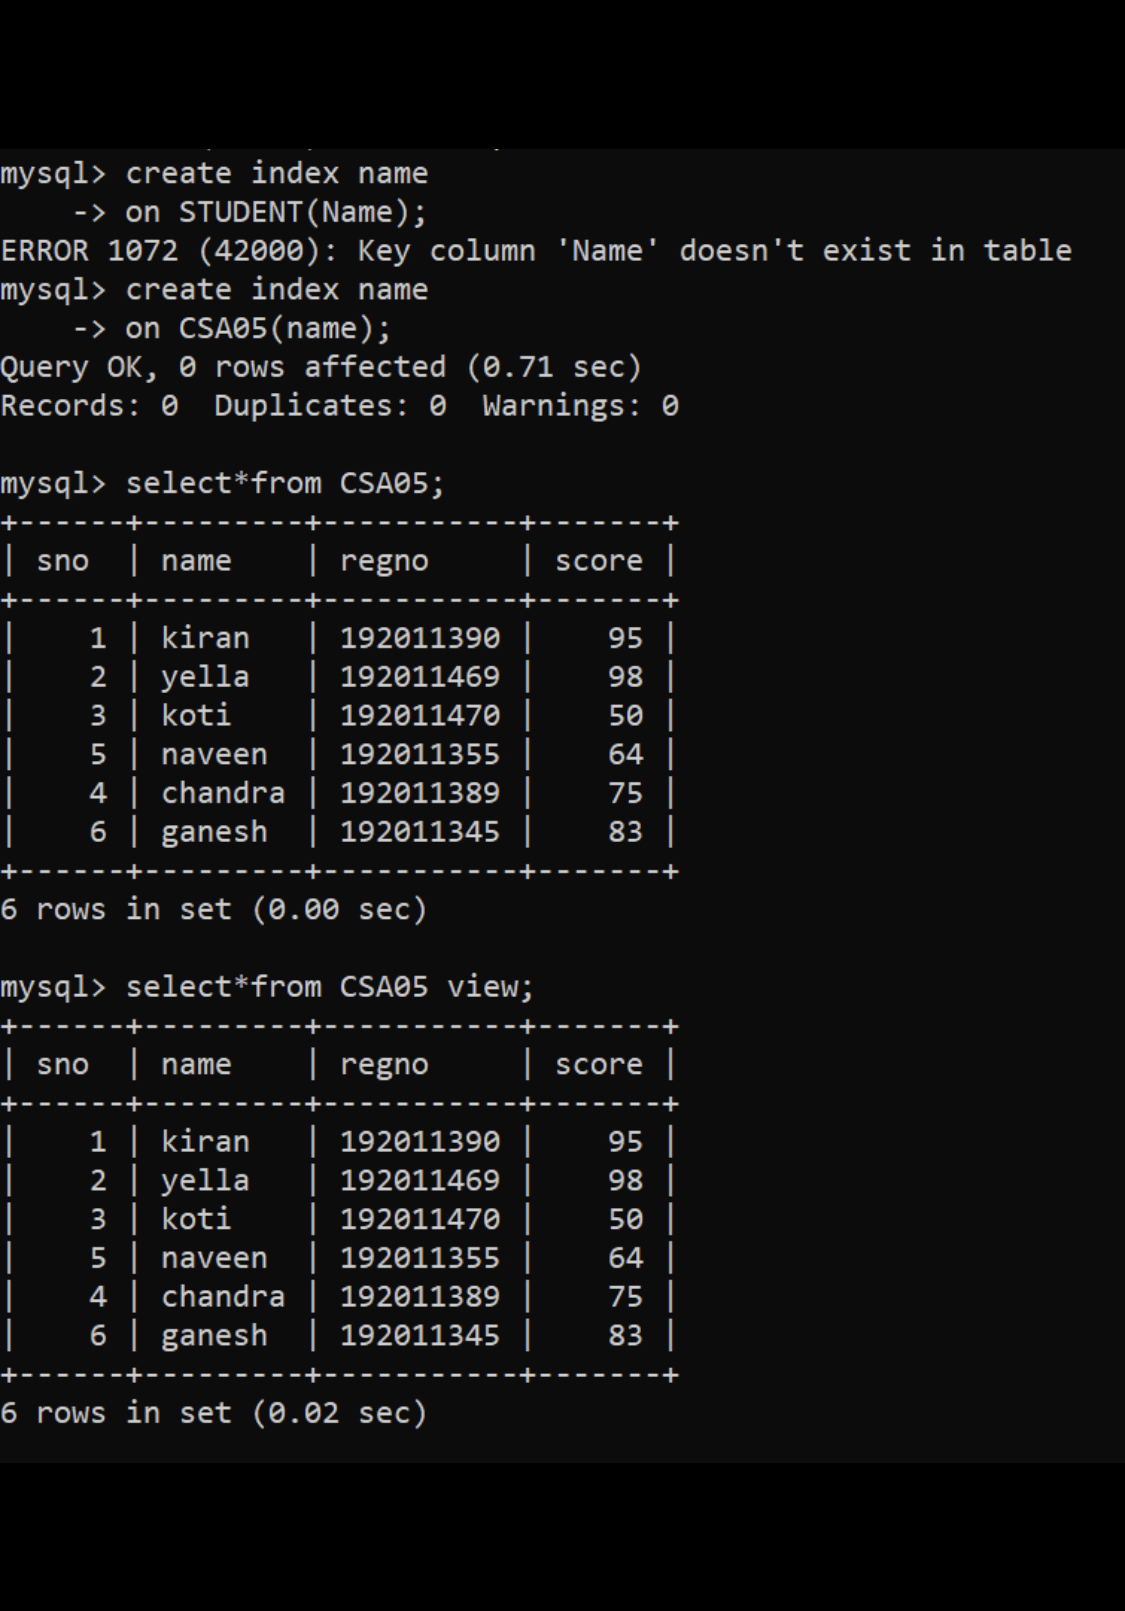 mysql> create index name
    -> on STUDENT(Name);
ERROR 1072 (42000): Key column 'Name' doesn't exist in table
mysql> create index name
    -> on CSA05(name);
Query OK, 0 rows affected (0.71 sec)
Records: 0  Duplicates: 0  Warnings: 0

mysql> select*from CSA05;
+------+---------+-----------+-------+
| sno  | name    | regno     | score |
+------+---------+-----------+-------+
|    1 | kiran   | 192011390 |    95 |
|    2 | yella   | 192011469 |    98 |
|    3 | koti    | 192011470 |    50 |
|    5 | naveen  | 192011355 |    64 |
|    4 | chandra | 192011389 |    75 |
|    6 | ganesh  | 192011345 |    83 |
+------+---------+-----------+-------+
6 rows in set (0.00 sec)

mysql> select*from CSA05 view;
+------+---------+-----------+-------+
| sno  | name    | regno     | score |
+------+---------+-----------+-------+
|    1 | kiran   | 192011390 |    95 |
|    2 | yella   | 192011469 |    98 |
|    3 | koti    | 192011470 |    50 |
|    5 | naveen  | 192011355 |    64 |
|    4 | chandra | 192011389 |    75 |
|    6 | ganesh  | 192011345 |    83 |
+------+---------+-----------+-------+
6 rows in set (0.02 sec)